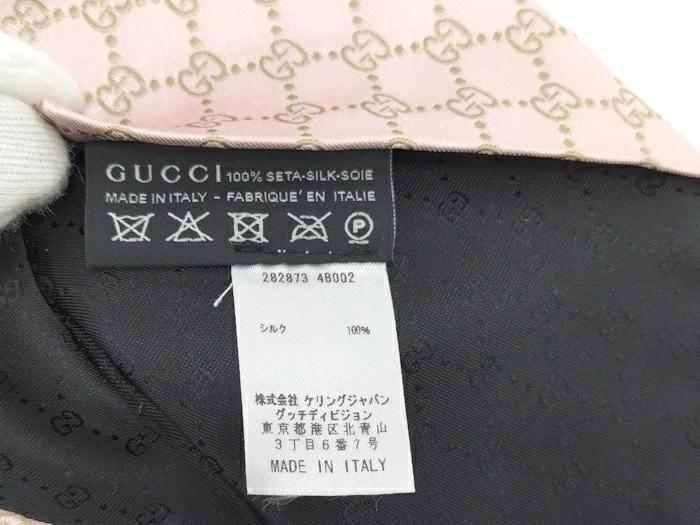 GUCCI 100% SETA-SILK-SOIE
MADE IN ITALY - FABRIQUE' EN ITALIE
P
282873 4B002
シルク 100%
株式会社 ケリングジャパン
グッチディビジョン
東京都港区北青山
3丁目6番7号
MADE IN ITALY